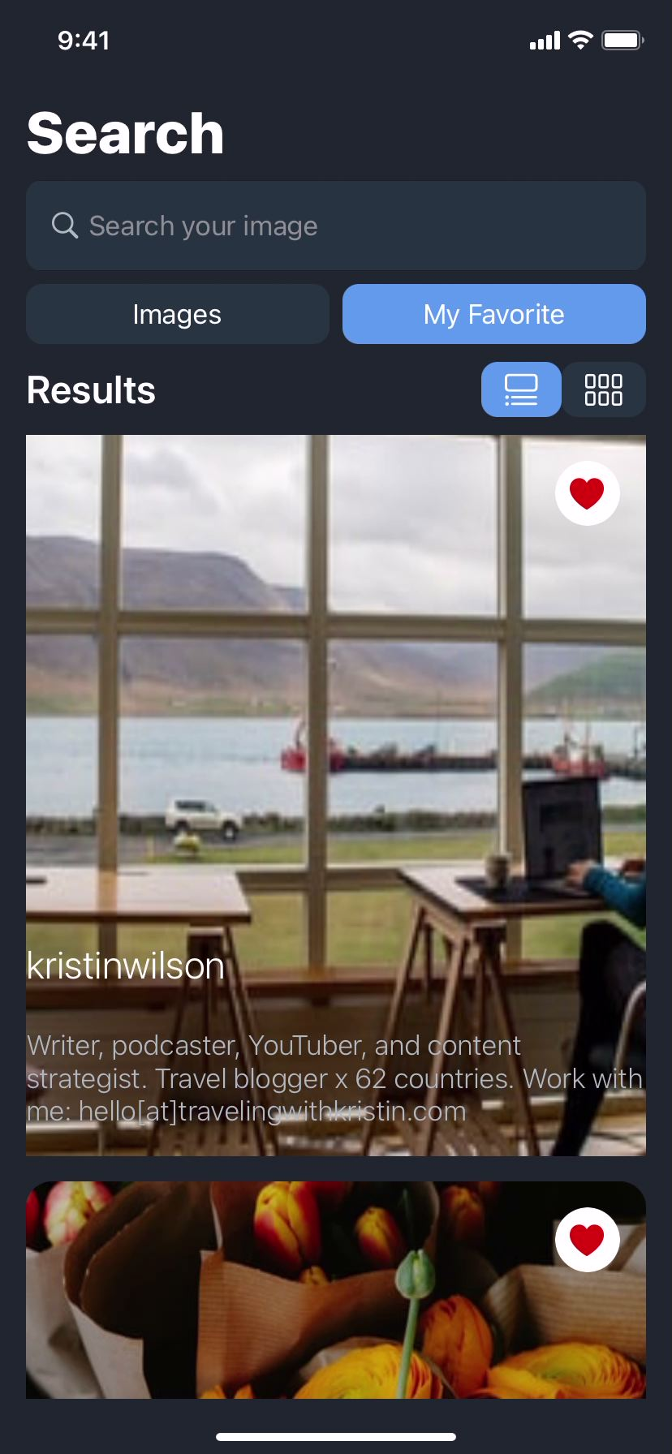 9:41
Search
Search your image
Images
My Favorite
Results
kristinwilson
Writer, podcaster, YouTuber, and content
strategist. Travel blogger x 62 countries. Work with
me: hello[at]travelingwithkristin.com